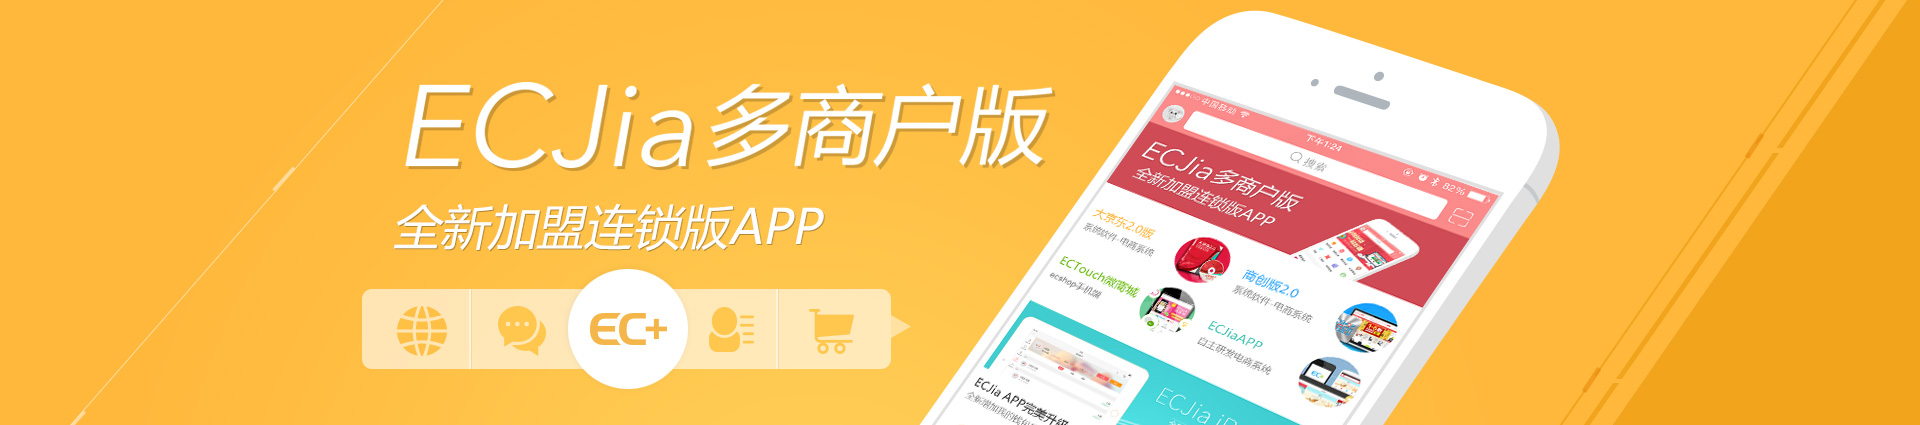 ECJia多商户版
全新加盟连锁版APP
EC+
中国移动
下午1:24
82%
搜索
ECJia多商户版
全新加盟连锁版APP
大京东2.0版
系统软件·电商系统
商创版2.0
系统软件·电商系统
ECTouch微商城
ecshop手机端
ECJiaAPP
自主研发电商系统
ECJia APP完美升级
ECJia iP